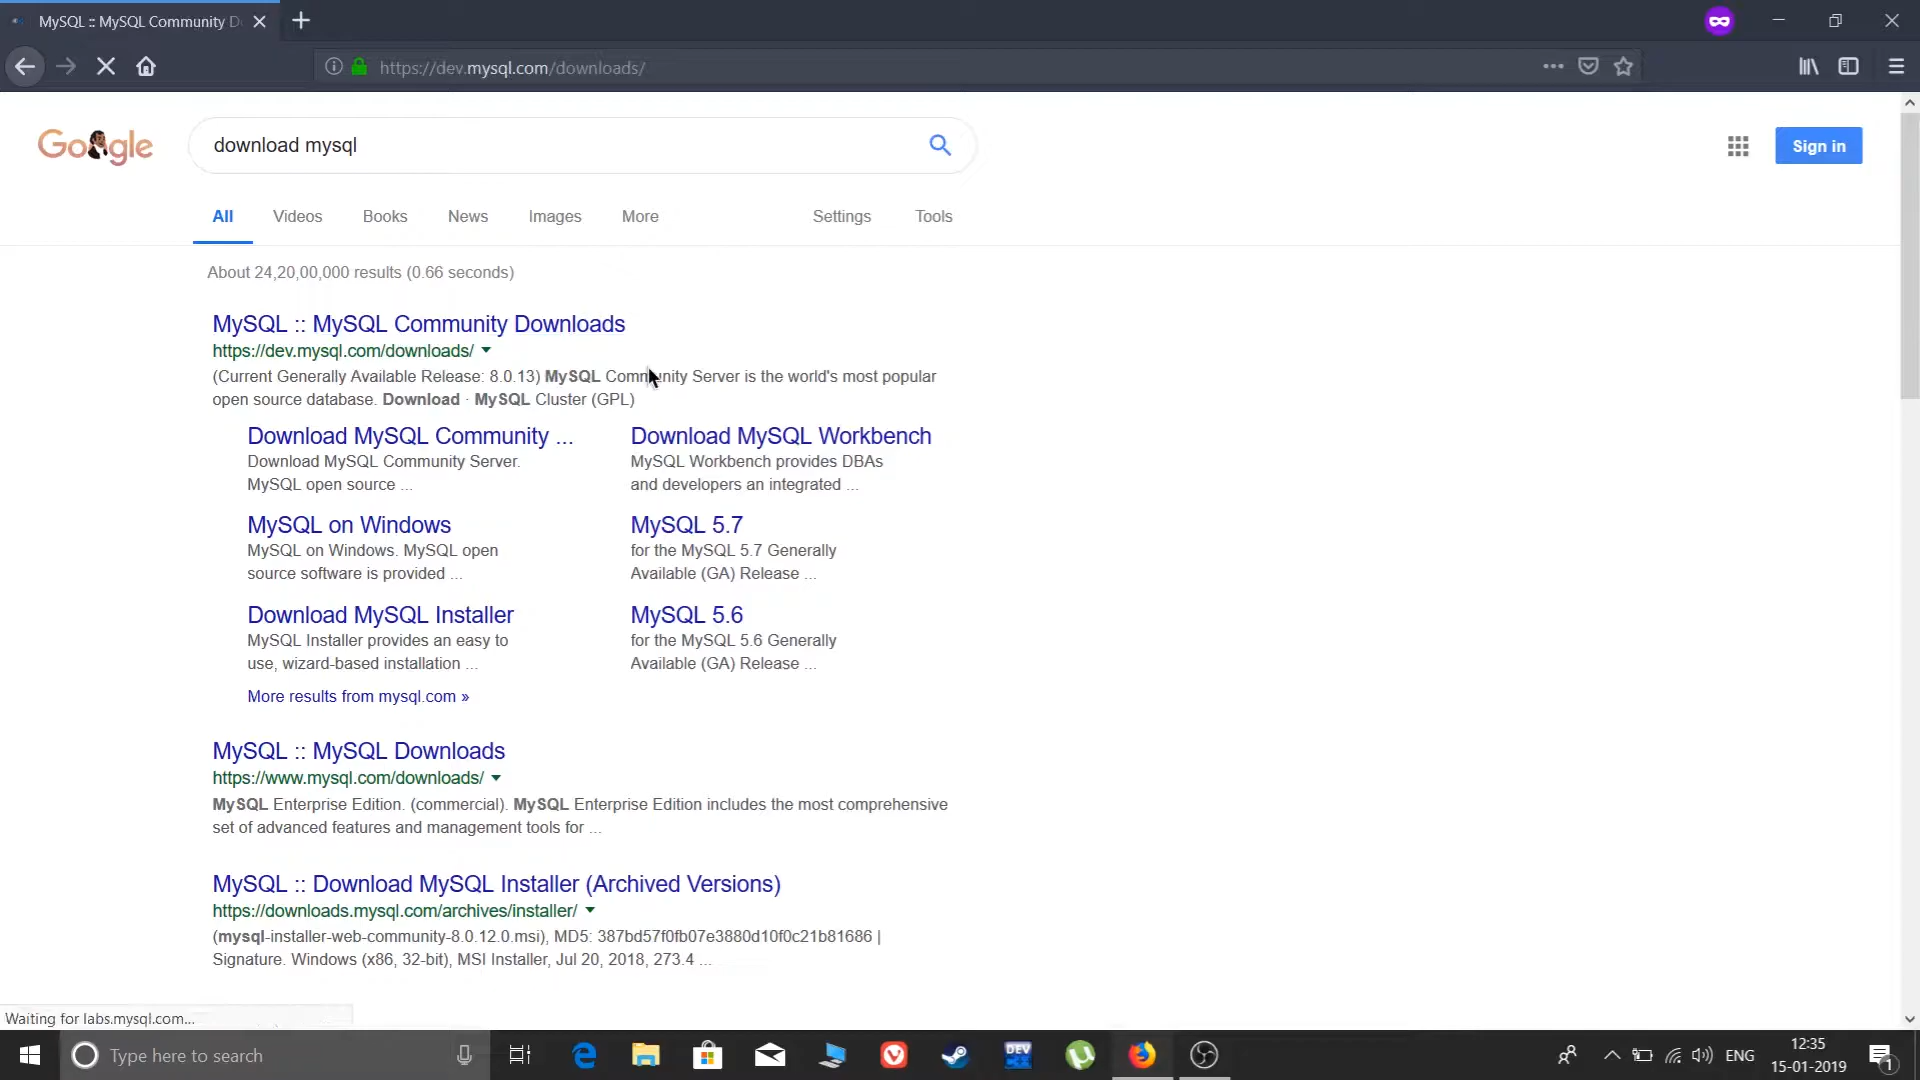 MySQL :: MySQL Community D
https://dev.mysql.com/downloads/
Google
download mysql
Sign in
All Videos Books News Images More Settings Tools
About 24,20,00,000 results (0.66 seconds)
MySQL :: MySQL Community Downloads
https://dev.mysql.com/downloads/
(Current Generally Available Release: 8.0.13) MySQL Community Server is the world's most popular
open source database. Download · MySQL Cluster (GPL)
Download MySQL Community ...
Download MySQL Community Server.
MySQL open source ...
Download MySQL Workbench
MySQL Workbench provides DBAs
and developers an integrated ...
MySQL on Windows
MySQL on Windows. MySQL open
source software is provided ...
MySQL 5.7
for the MySQL 5.7 Generally
Available (GA) Release ...
Download MySQL Installer
MySQL Installer provides an easy to
use, wizard-based installation ...
MySQL 5.6
for the MySQL 5.6 Generally
Available (GA) Release ...
More results from mysql.com »
MySQL :: MySQL Downloads
https://www.mysql.com/downloads/
MySQL Enterprise Edition. (commercial). MySQL Enterprise Edition includes the most comprehensive
set of advanced features and management tools for ...
MySQL :: Download MySQL Installer (Archived Versions)
https://downloads.mysql.com/archives/installer/
(mysql-installer-web-community-8.0.12.0.msi), MD5: 387bd57f0fb07e3880d10f0c21b81686 |
Signature. Windows (x86, 32-bit), MSI Installer, Jul 20, 2018, 273.4 ...
Waiting for labs.mysql.com...
Type here to search
DEV
ENG
12:35
15-01-2019
1